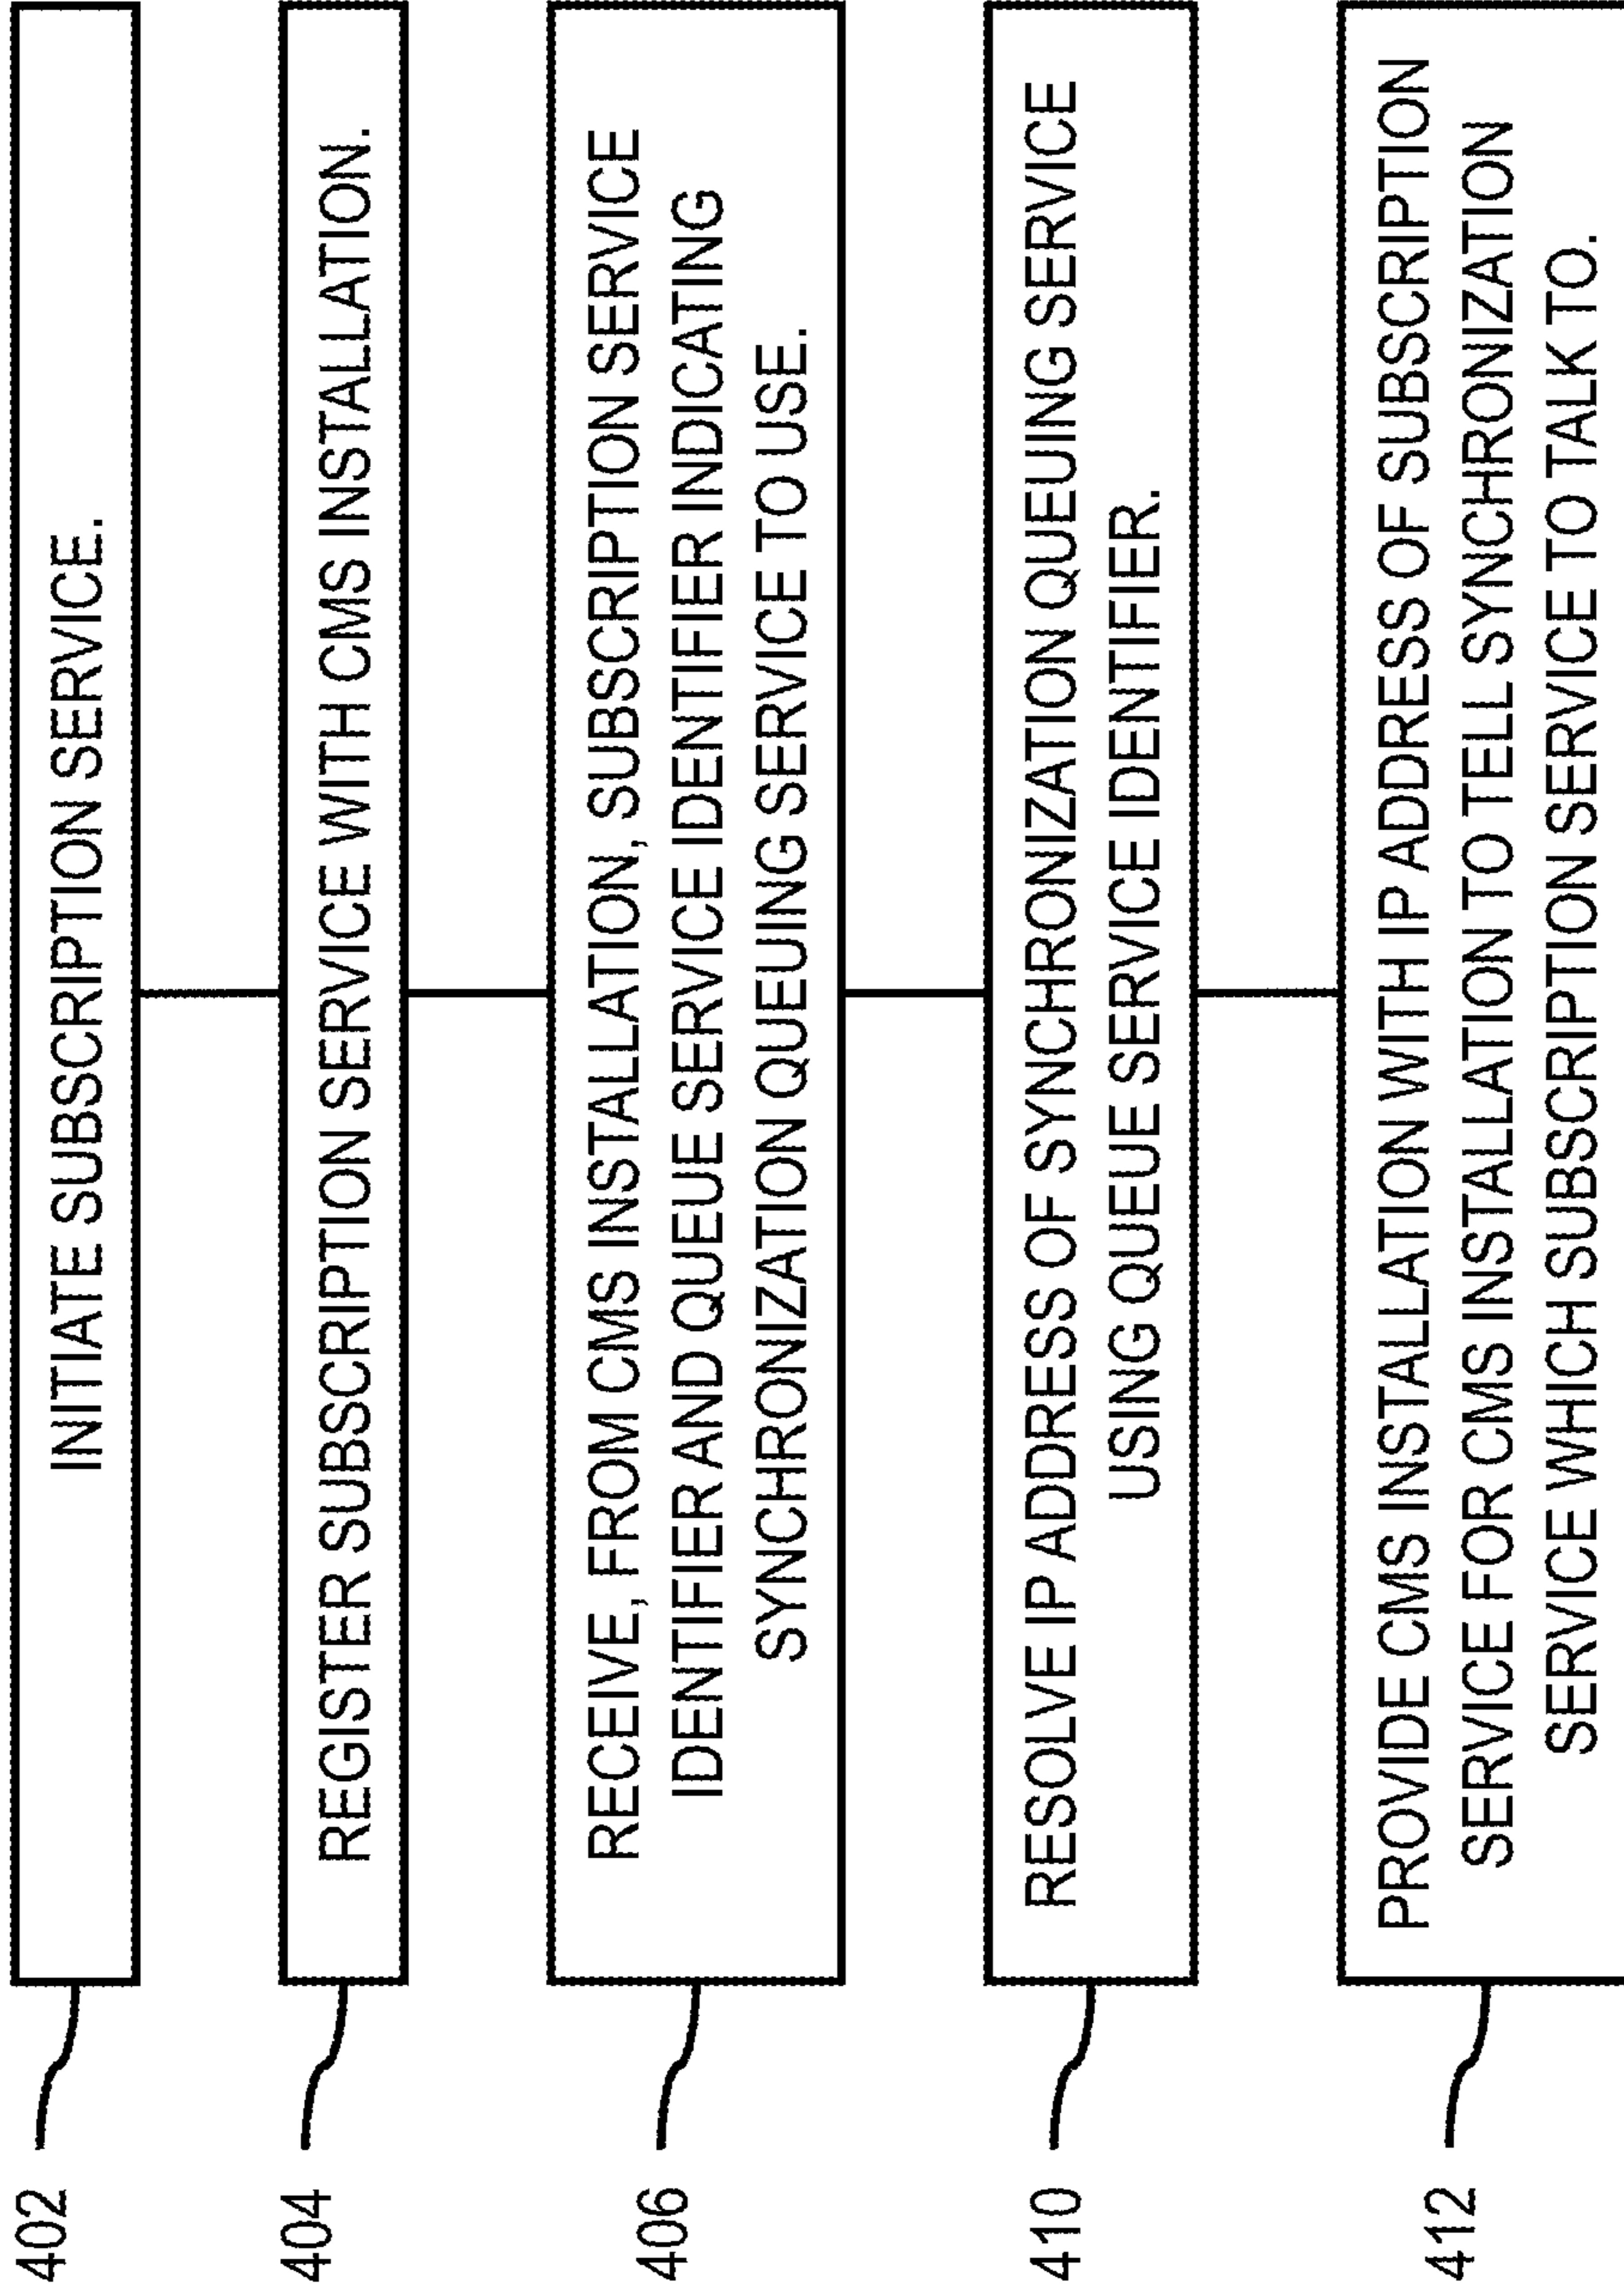 402
INITIATE SUBSCRIPTION SERVICE.
404
REGISTER SUBSCRIPTION SERVICE WITH CMS INSTALLATION.
406
RECEIVE, FROM CMS INSTALLATION, SUBSCRIPTION SERVICE
IDENTIFIER AND QUEUE SERVICE IDENTIFIER INDICATING
SYNCHRONIZATION QUEUING SERVICE TO USE.
410
RESOLVE IP ADDRESS OF SYNCHRONIZATION QUEUING SERVICE
USING QUEUE SERVICE IDENTIFIER.
412
PROVIDE CMS INSTALLATION WITH IP ADDRESS OF SUBSCRIPTION
SERVICE FOR CMS INSTALLATION TO TELL SYNCHRONIZATION
SERVICE WHICH SUBSCRIPTION SERVICE TO TALK TO.